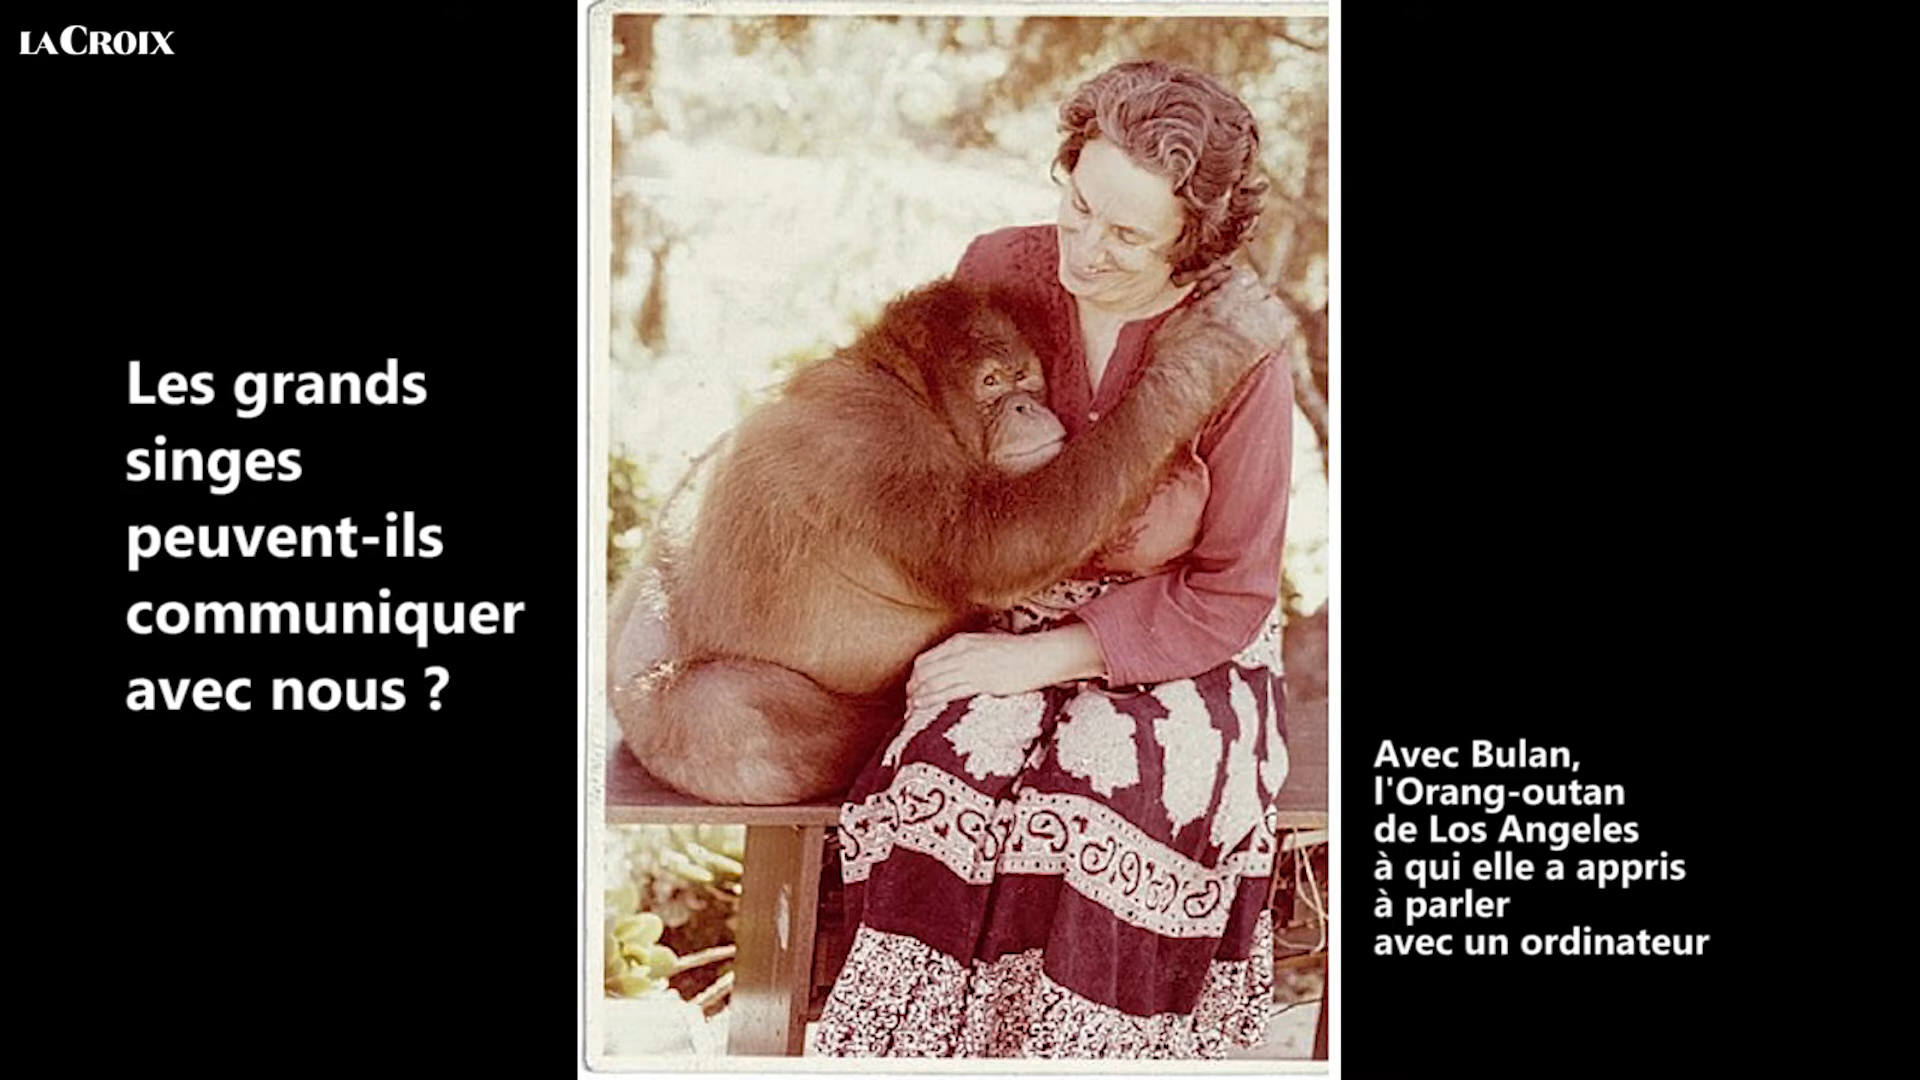 LA CROIX
Les grands
singes
peuvent-ils
communiquer
avec nous ?
Avec Bulan,
l'Orang-outan
de Los Angeles
à qui elle a appris
à parler
avec un ordinateur